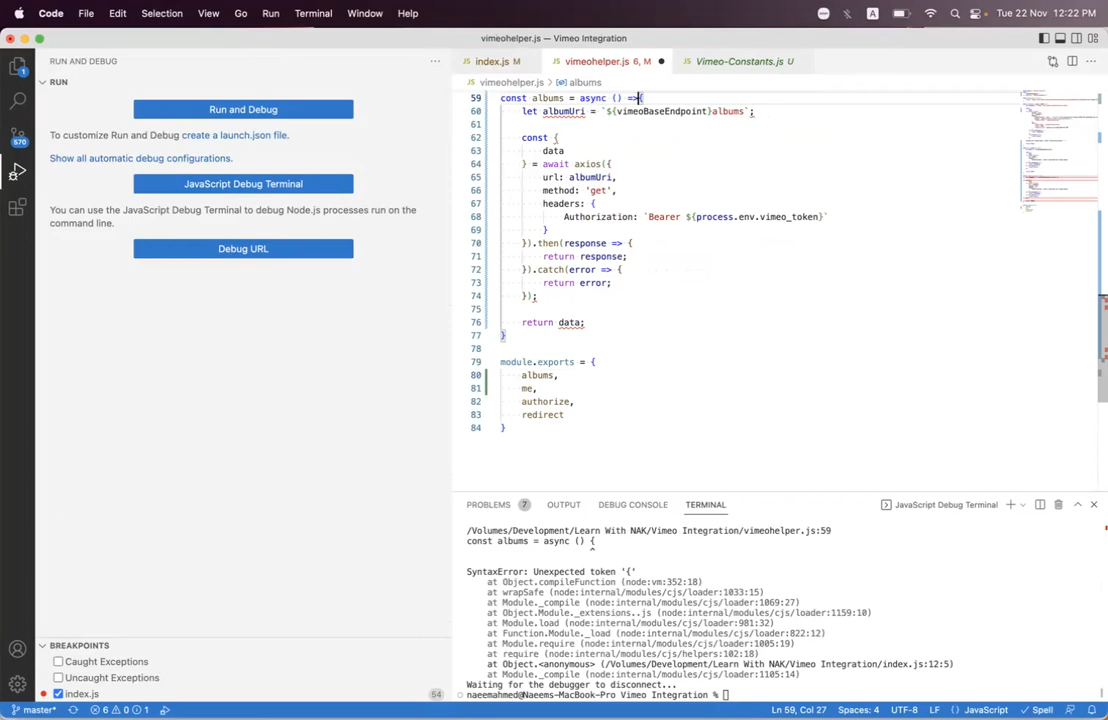 Code File Edit Selection View Go Run Terminal Window Help A Tue 22 Nov 12:22 PM
vimeohelper.js — Vimeo Integration
RUN AND DEBUG ...
RUN
Run and Debug
To customize Run and Debug create a launch.json file.
Show all automatic debug configurations.
JavaScript Debug Terminal
You can use the JavaScript Debug Terminal to debug Node.js processes run on the
command line.
Debug URL
1
570
BREAKPOINTS
Caught Exceptions
Uncaught Exceptions
index.js 54
JS index.js M JS vimeohelper.js 6, M JS Vimeo-Constants.js U
JS vimeohelper.js > albums
59 const albums = async () =>{
60 let albumUri = `${vimeoBaseEndpoint}albums`;
61
62 const {
63 data
64 } = await axios({
65 url: albumUri,
66 method: 'get',
67 headers: {
68 Authorization: `Bearer ${process.env.vimeo_token}`
69 }
70 }).then(response => {
71 return response;
72 }).catch(error => {
73 return error;
74 });
75
76 return data;
77 }
78
79 module.exports = {
80 albums,
81 me,
82 authorize,
83 redirect
84 }
PROBLEMS 7 OUTPUT DEBUG CONSOLE TERMINAL JavaScript Debug Terminal
/Volumes/Development/Learn With NAK/Vimeo Integration/vimeohelper.js:59
const albums = async () {
^
SyntaxError: Unexpected token '{'
at Object.compileFunction (node:vm:352:18)
at wrapSafe (node:internal/modules/cjs/loader:1033:15)
at Module._compile (node:internal/modules/cjs/loader:1069:27)
at Object.Module._extensions..js (node:internal/modules/cjs/loader:1159:10)
at Module.load (node:internal/modules/cjs/loader:981:32)
at Function.Module._load (node:internal/modules/cjs/loader:822:12)
at Module.require (node:internal/modules/cjs/loader:1005:19)
at require (node:internal/modules/cjs/helpers:102:18)
at Object.<anonymous> (/Volumes/Development/Learn With NAK/Vimeo Integration/index.js:12:5)
at Module._compile (node:internal/modules/cjs/loader:1105:14)
Waiting for the debugger to disconnect...
naeemahmed@Naeems-MacBook-Pro Vimeo Integration %
master* 6 0 1 Ln 59, Col 27 Spaces: 4 UTF-8 LF {} JavaScript Spell